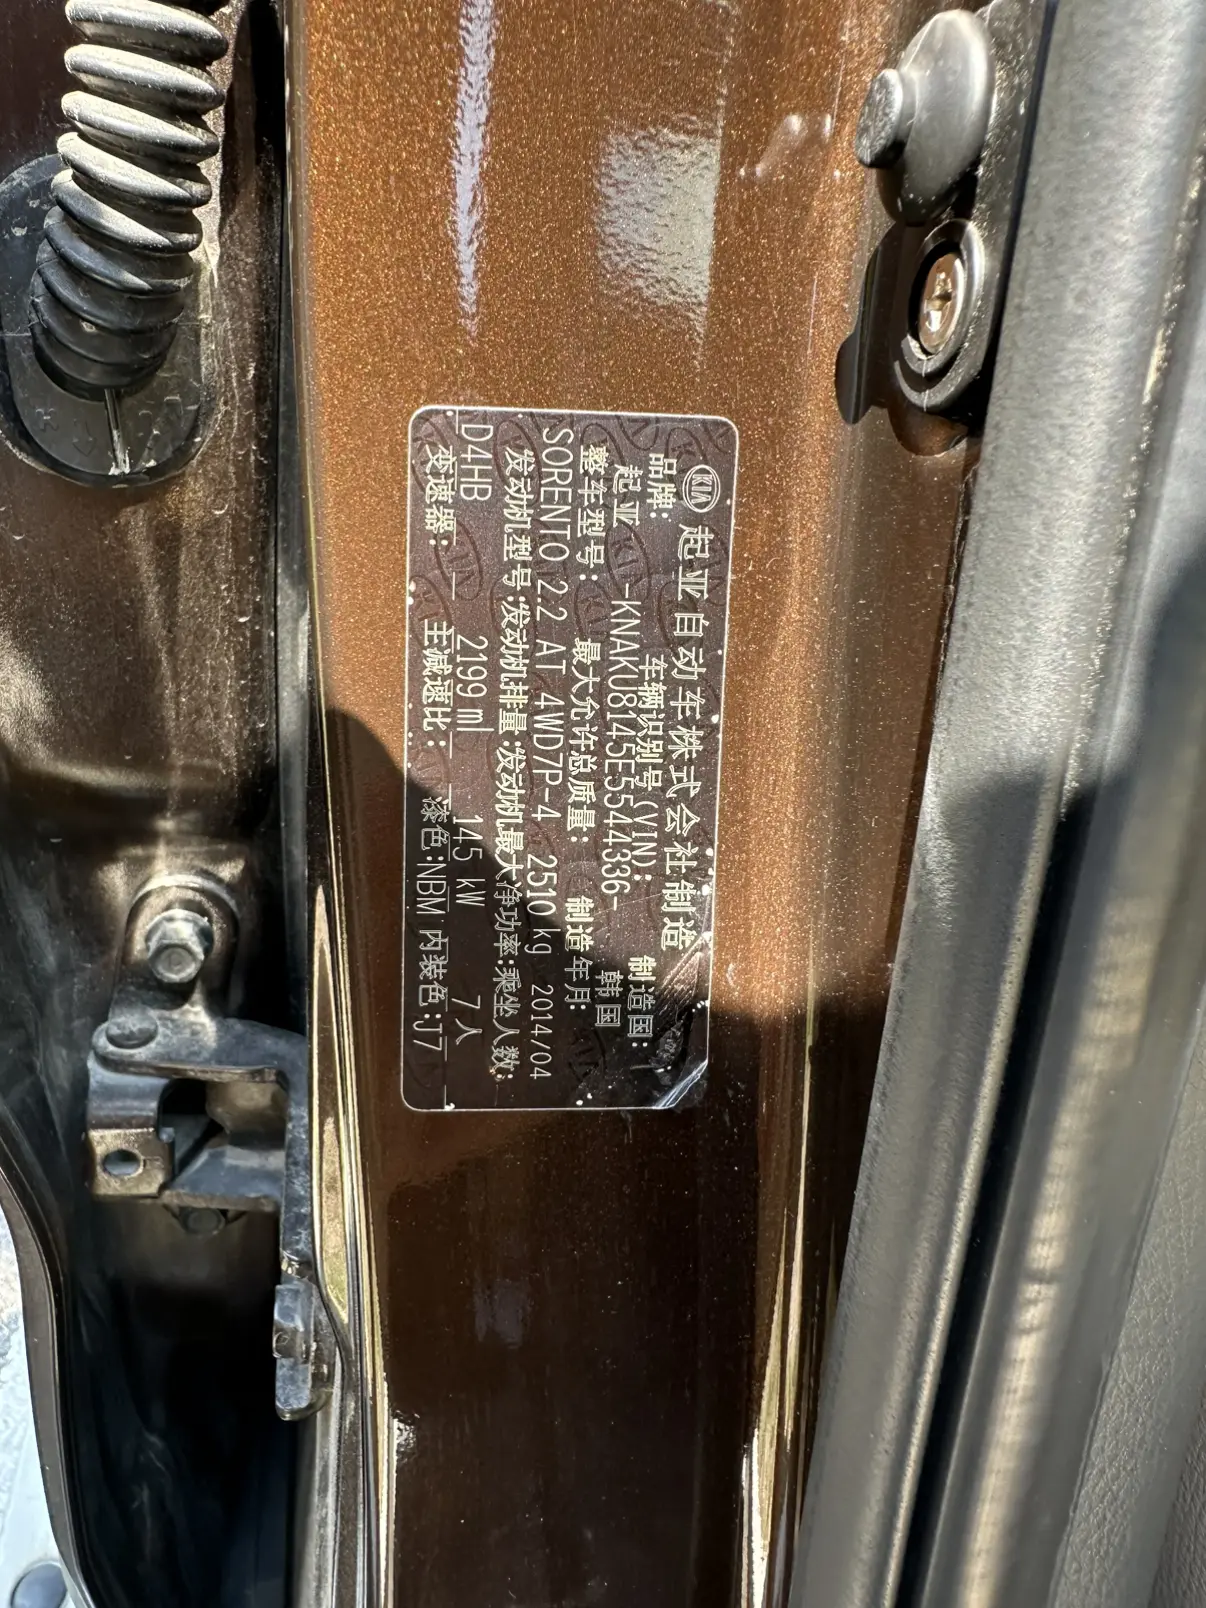 KIA 起亚自动车株式会社制造
品牌: 车辆识别号(VIN): 制造国:
起亚 -KNAKU8145E5544336- 韩国
整车型号: 最大允许总质量: 制造年月:
SORENTO 2.2 AT 4WD7P-4 2510 kg 2014/04
发动机型号:发动机排量:发动机最大净功率:乘坐人数:
D4HB 2199 ml 145 kW 7人
变速器: 主减速比: 漆色:NBM 内装色:J7